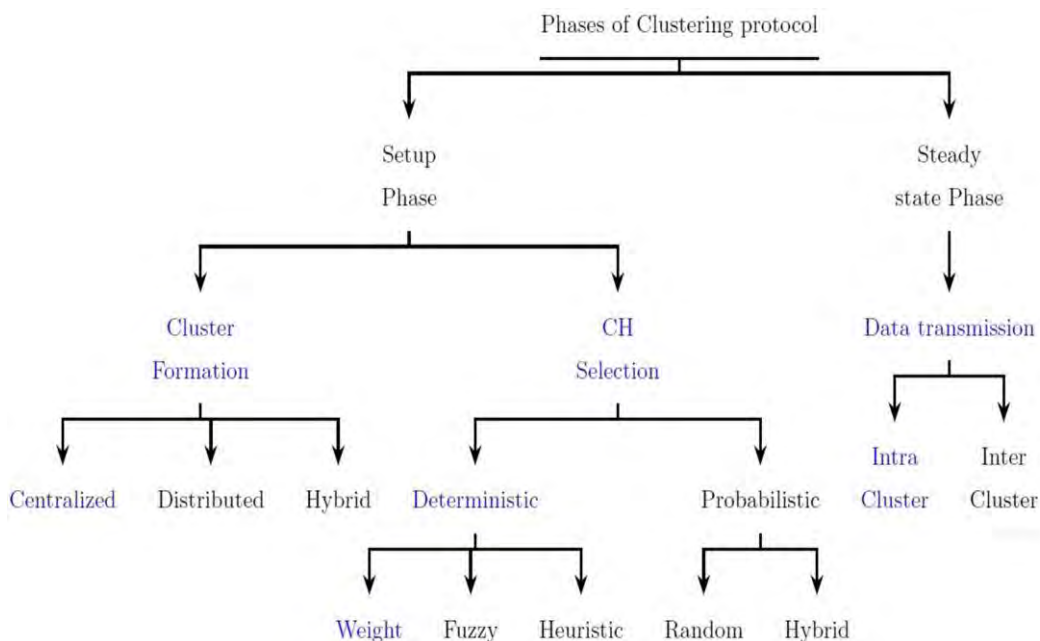 Phases of Clustering protocol
Setup
Phase
Steady
state Phase
Cluster
Formation
CH
Selection
Data transmission
Centralized
Distributed
Hybrid
Deterministic
Probabilistic
Intra
Cluster
Inter
Cluster
Weight
Fuzzy
Heuristic
Random
Hybrid